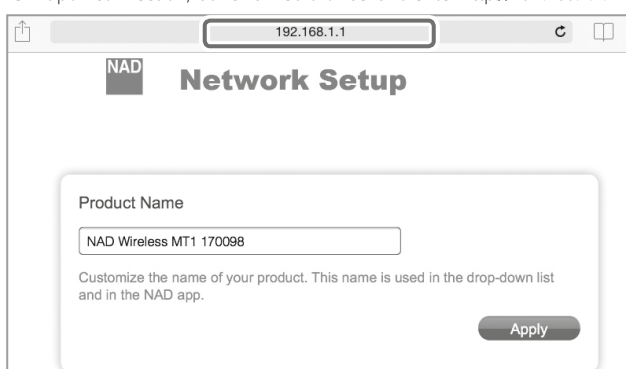 192.168.1.1
NAD
Network Setup
Product Name
NAD Wireless MT1 170098
Customize the name of your product. This name is used in the drop-down list
and in the NAD app.
Apply